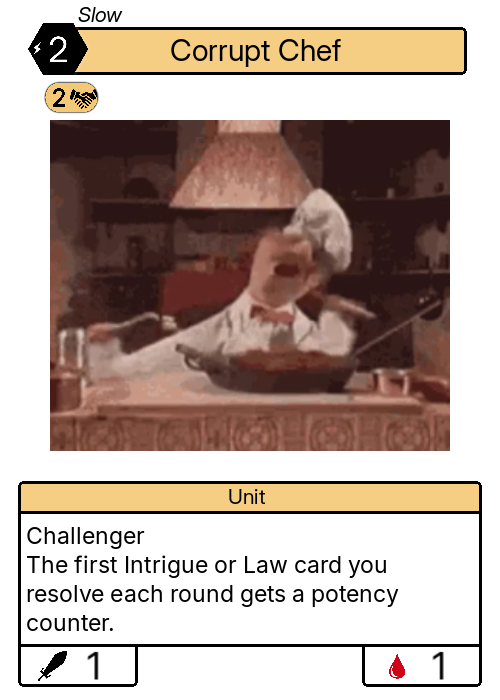 Slow
2
Corrupt Chef
2
Unit
Challenger
The first Intrigue or Law card you
resolve each round gets a potency
counter.
1
1